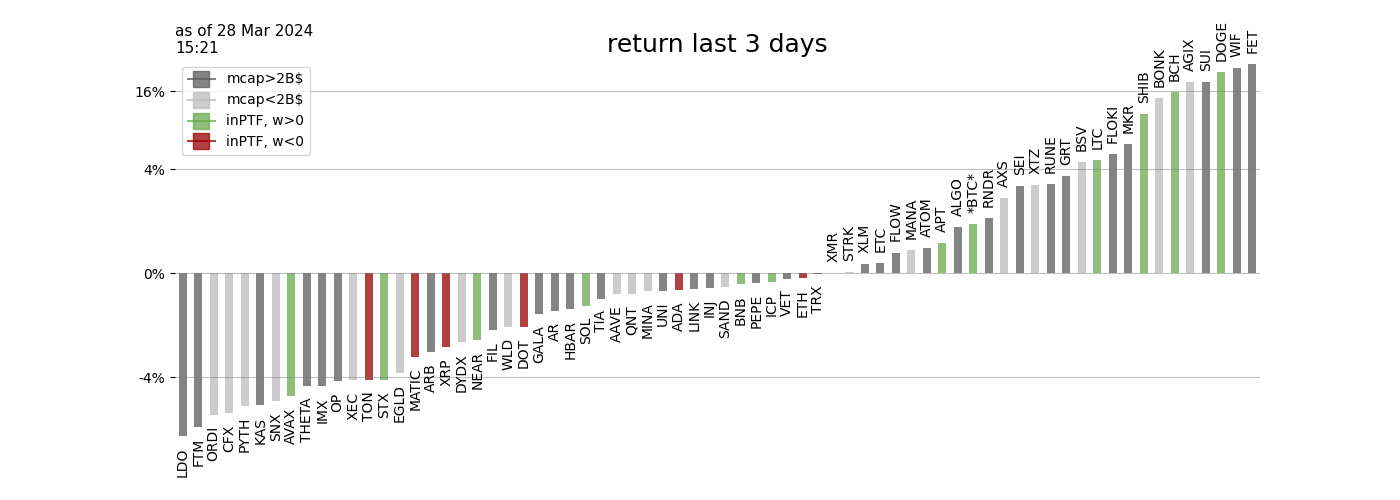 as of 28 Mar 2024
15:21
return last 3 days
mcap>2B$
mcap<2B$
inPTF, w>0
inPTF, w<0
16%
4%
0%
-4%
LDO
FTM
ORDI
CFX
PYTH
KAS
SNX
AVAX
THETA
IMX
OP
XEC
TON
STX
EGLD
MATIC
ARB
XRP
DYDX
NEAR
FIL
WLD
DOT
GALA
AR
HBAR
SOL
TIA
AAVE
QNT
MINA
UNI
ADA
LINK
INJ
SAND
BNB
PEPE
ICP
VET
ETH
TRX
XMR
STRK
XLM
ETC
FLOW
MANA
ATOM
APT
ALGO
*BTC*
RNDR
AXS
SEI
XTZ
RUNE
GRT
BSV
LTC
FLOKI
MKR
SHIB
BONK
BCH
AGIX
SUI
DOGE
WIF
FET